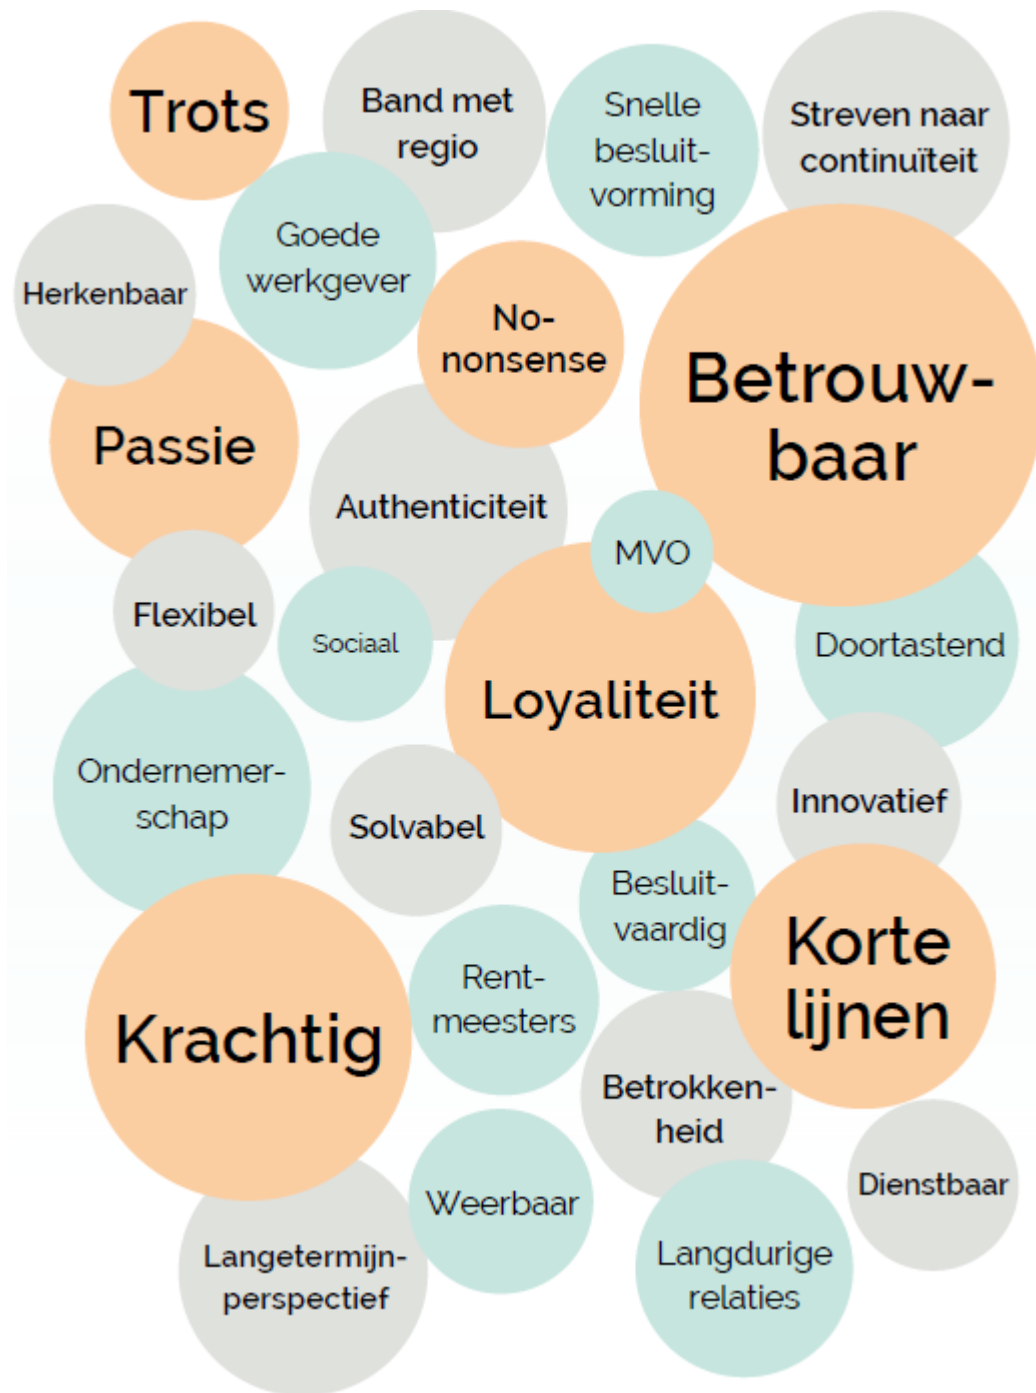 Trots
Band met
regio
Snelle
besluit-
vorming
Streven naar
continuïteit
Goede
werkgever
Herkenbaar
No-
nonsense
Betrouw-
baar
Passie
Authenticiteit
MVO
Flexibel
Sociaal
Doortastend
Loyaliteit
Ondernemer-
schap
Solvabel
Innovatief
Besluit-
vaardig
Korte
lijnen
Rent-
meesters
Krachtig
Betrokken-
heid
Dienstbaar
Weerbaar
Langetermijn-
perspectief
Langdurige
relaties